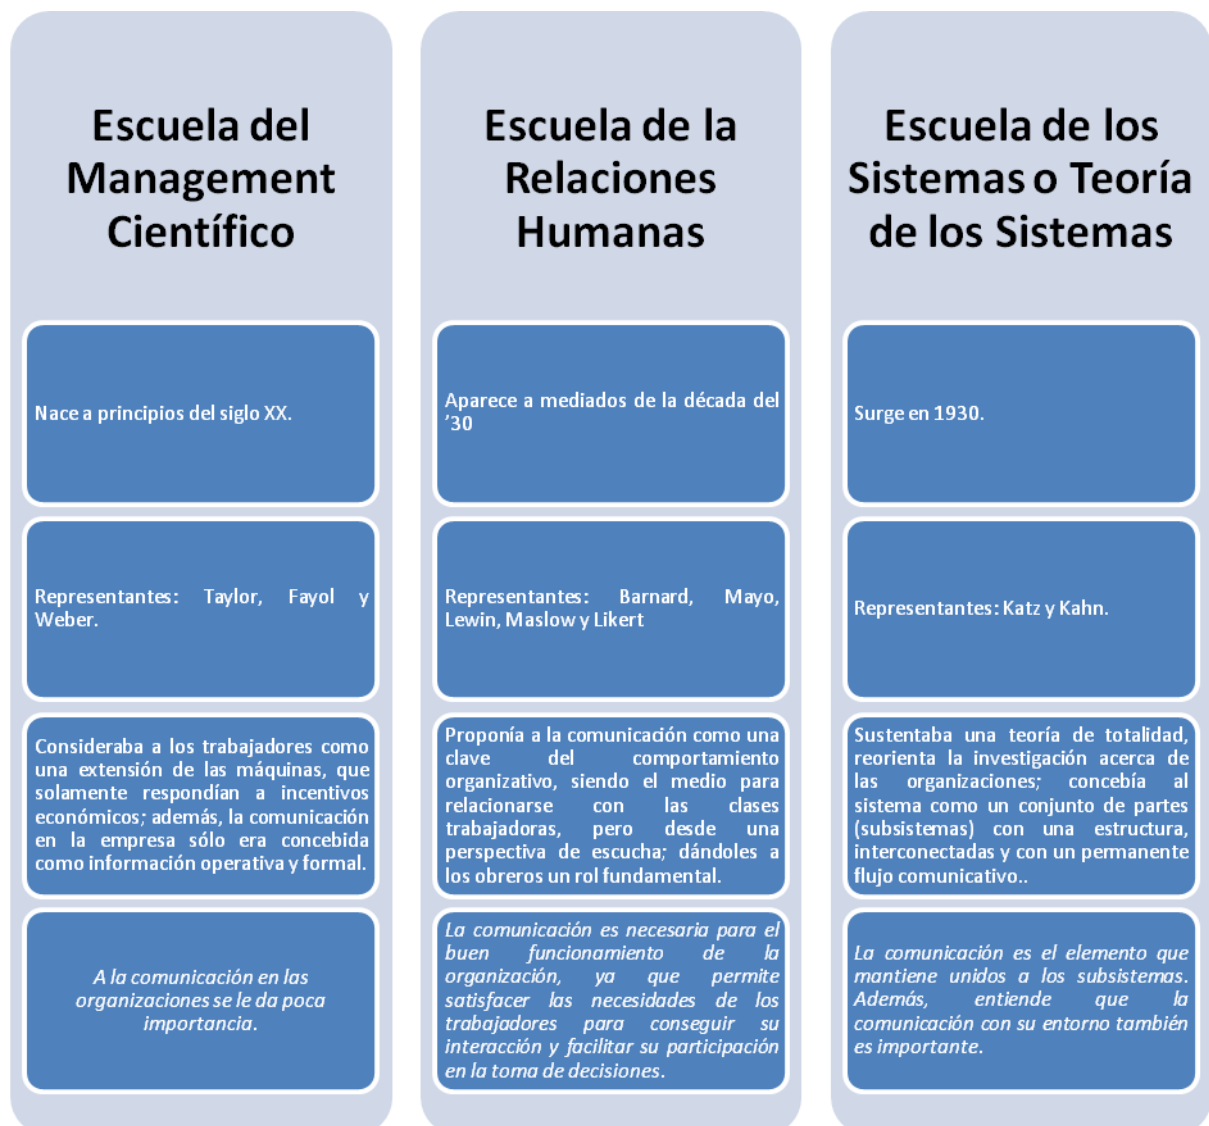 Escuela del
Management
Científico
Nace a principios del siglo XX.
Representantes: Taylor, Fayol y
Weber.
Consideraba a los trabajadores como
una extensión de las máquinas, que
solamente respondían a incentivos
económicos; además, la comunicación
en la empresa sólo era concebida
como información operativa y formal.
A la comunicación en las
organizaciones se le da poca
importancia.
Escuela de la
Relaciones
Humanas
Aparece a mediados de la década del
’30
Representantes: Barnard, Mayo,
Lewin, Maslow y Likert
Proponía a la comunicación como una
clave del comportamiento
organizativo, siendo el medio para
relacionarse con las clases
trabajadoras, pero desde una
perspectiva de escucha; dándoles a
los obreros un rol fundamental.
La comunicación es necesaria para el
buen funcionamiento de la
organización, ya que permite
satisfacer las necesidades de los
trabajadores para conseguir su
interacción y facilitar su participación
en la toma de decisiones.
Escuela de los
Sistemas o Teoría
de los Sistemas
Surge en 1930.
Representantes: Katz y Kahn.
Sustentaba una teoría de totalidad,
reorienta la investigación acerca de
las organizaciones; concebía al
sistema como un conjunto de partes
(subsistemas) con una estructura,
interconectadas y con un permanente
flujo comunicativo..
La comunicación es el elemento que
mantiene unidos a los subsistemas.
Además, entiende que la
comunicación con su entorno también
es importante.